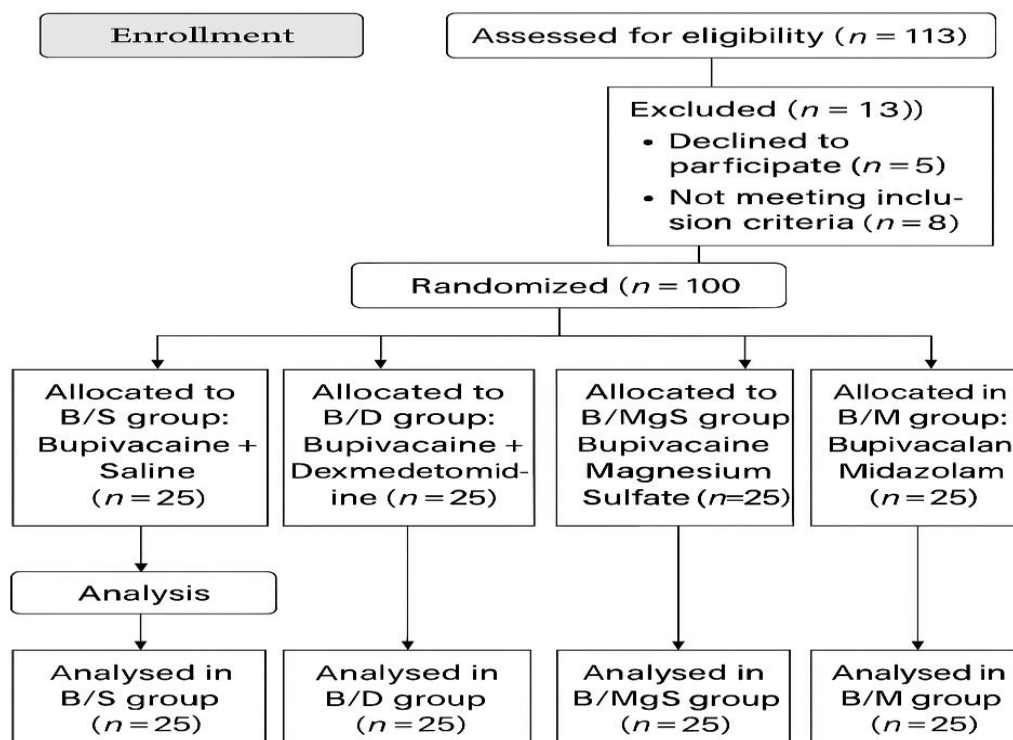 Enrollment
Assessed for eligibility (n = 113)
Excluded (n = 13))
• Declined to
participate (n = 5)
• Not meeting inclu-
sion criteria (n = 8)
Randomized (n = 100
Allocated to
B/S group:
Bupivacaine +
Saline
(n = 25)
Allocated to
B/D group:
Bupivacaine +
Dexmedetomid-
ine (n = 25)
Allocated to
B/MgS group
Bupivacaine
Magnesium
Sulfate (n=25)
Allocated in
B/M group:
Bupivacalan
Midazolam
(n = 25)
Analysis
Analysed in
B/S group
(n = 25)
Analysed in
B/D group
(n = 25)
Analysed in
B/MgS group
(n = 25)
Analysed in
B/M group
(n = 25)